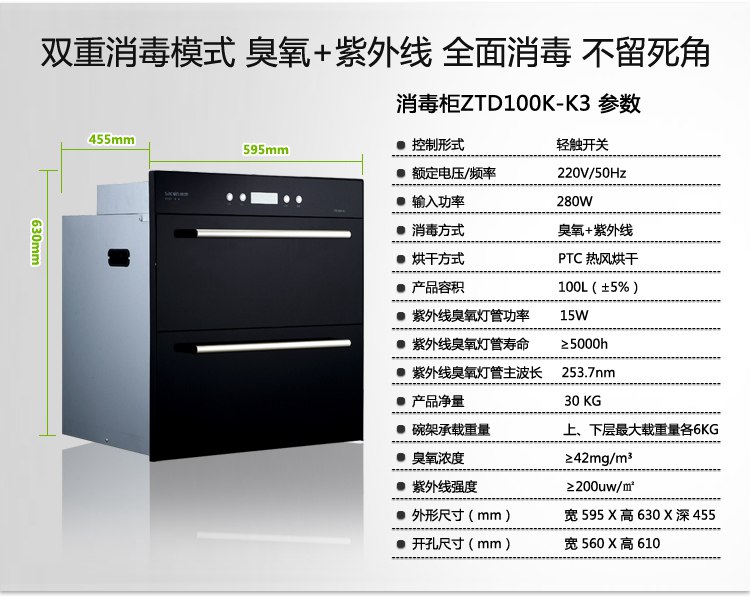 双重消毒模式 臭氧+紫外线 全面消毒 不留死角
消毒柜ZTD100K-K3 参数
455mm
595mm
630mm
控制形式 轻触开关
额定电压/频率 220V/50Hz
输入功率 280W
消毒方式 臭氧+紫外线
烘干方式 PTC 热风烘干
产品容积 100L（±5%）
紫外线臭氧灯管功率 15W
紫外线臭氧灯管寿命 ≥5000h
紫外线臭氧灯管主波长 253.7nm
产品净量 30 KG
碗架承载重量 上、下层最大载重量各6KG
臭氧浓度 ≥42mg/m³
紫外线强度 ≥200uw/㎡
外形尺寸（mm） 宽 595 X 高 630 X 深 455
开孔尺寸（mm） 宽 560 X 高 610